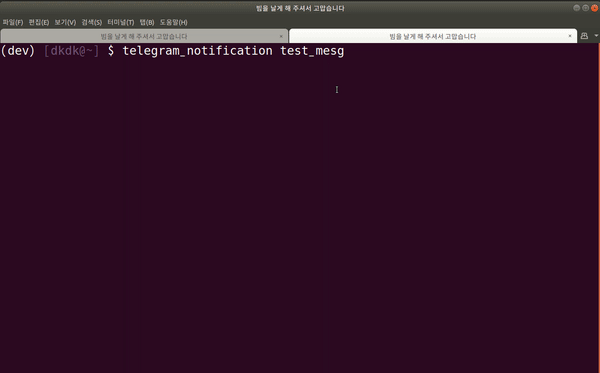 빔을 날게 해 주셔서 고맙습니다
파일(F) 편집(E) 보기(V) 검색(S) 터미널(T) 탭(B) 도움말(H)
빔을 날게 해 주셔서 고맙습니다 × 빔을 날게 해 주셔서 고맙습니다 ×
(dev) [dkdk@~] $ telegram_notification test_mesg